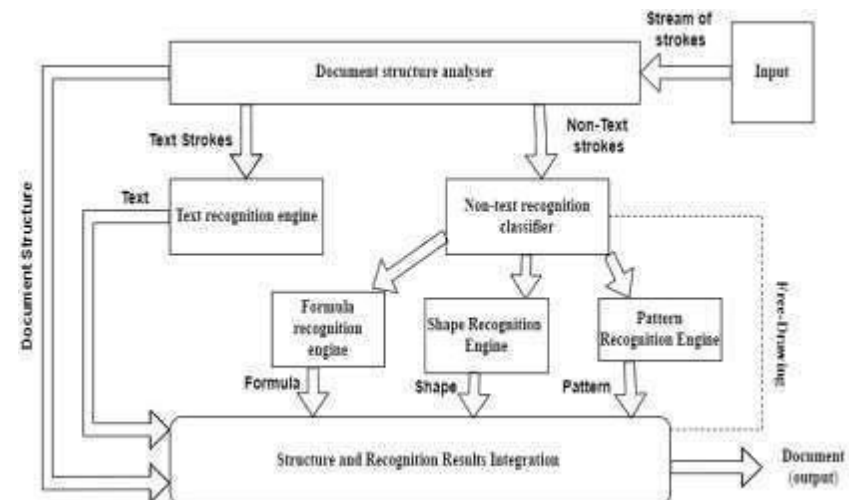 Stream of
strokes
Document structure analyser
Input
Text Strokes
Non-Text
strokes
Document Structure
Text
Text recognition engine
Non-text recognition
classifier
Free-Drawing
Formula
recognition
engine
Shape Recognition
Engine
Pattern
Recognition Engine
Formula
Shape
Pattern
Structure and Recognition Results Integration
Document
(output)